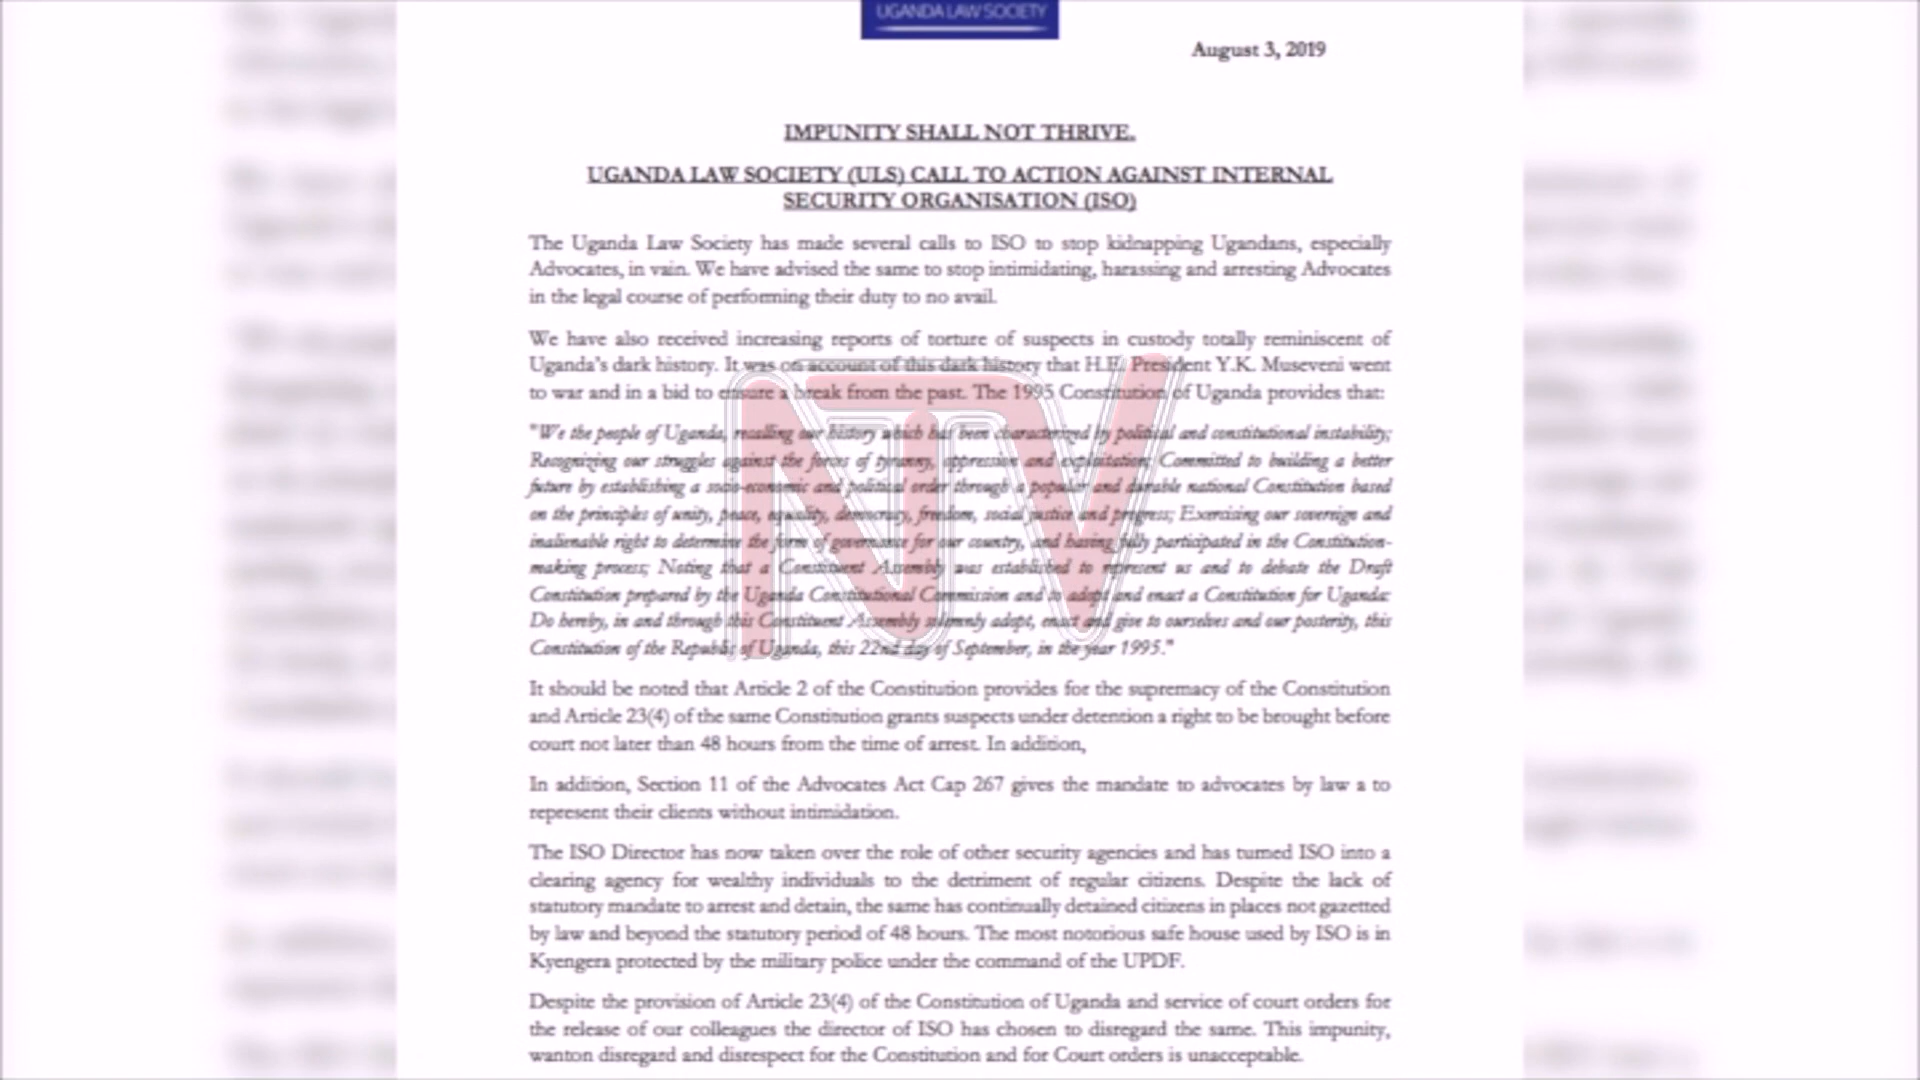 UGANDA LAW SOCIETY
August 3, 2019
IMPUNITY SHALL NOT THRIVE.
UGANDA LAW SOCIETY (ULS) CALL TO ACTION AGAINST INTERNAL
SECURITY ORGANISATION (ISO)
The Uganda Law Society has made several calls to ISO to stop kidnapping Ugandans, especially
Advocates, in vain. We have advised the same to stop intimidating, harassing and arresting Advocates
in the legal course of performing their duty to no avail.
We have also received increasing reports of torture of suspects in custody totally reminiscent of
Uganda's dark history. It was on account of this dark history that H.E. President Y.K. Museveni went
to war and in a bid to ensure a break from the past. The 1995 Constitution of Uganda provides that:
"We the people of Uganda, recalling our history which has been characterized by political and constitutional instability;
Recognizing our struggles against the forces of tyranny, oppression and exploitation; Committed to building a better
future by establishing a socio-economic and political order through a popular and durable national Constitution based
on the principles of unity, peace, equality, democracy, freedom, social justice and progress; Exercising our sovereign and
inalienable right to determine the form of governance for our country, and having fully participated in the Constitution-
making process; Noting that a Constituent Assembly was established to represent us and to debate the Draft
Constitution prepared by the Uganda Constitutional Commission and to adopt and enact a Constitution for Uganda:
Do hereby, in and through this Constituent Assembly solemnly adopt, enact and give to ourselves and our posterity, this
Constitution of the Republic of Uganda, this 22nd day of September, in the year 1995."
NTV
It should be noted that Article 2 of the Constitution provides for the supremacy of the Constitution
and Article 23(4) of the same Constitution grants suspects under detention a right to be brought before
court not later than 48 hours from the time of arrest. In addition,
In addition, Section 11 of the Advocates Act Cap 267 gives the mandate to advocates by law a to
represent their clients without intimidation.
The ISO Director has now taken over the role of other security agencies and has turned ISO into a
clearing agency for wealthy individuals to the detriment of regular citizens. Despite the lack of
statutory mandate to arrest and detain, the same has continually detained citizens in places not gazetted
by law and beyond the statutory period of 48 hours. The most notorious safe house used by ISO is in
Kyengera protected by the military police under the command of the UPDF.
Despite the provision of Article 23(4) of the Constitution of Uganda and service of court orders for
the release of our colleagues the director of ISO has chosen to disregard the same. This impunity,
wanton disregard and disrespect for the Constitution and for Court orders is unacceptable.